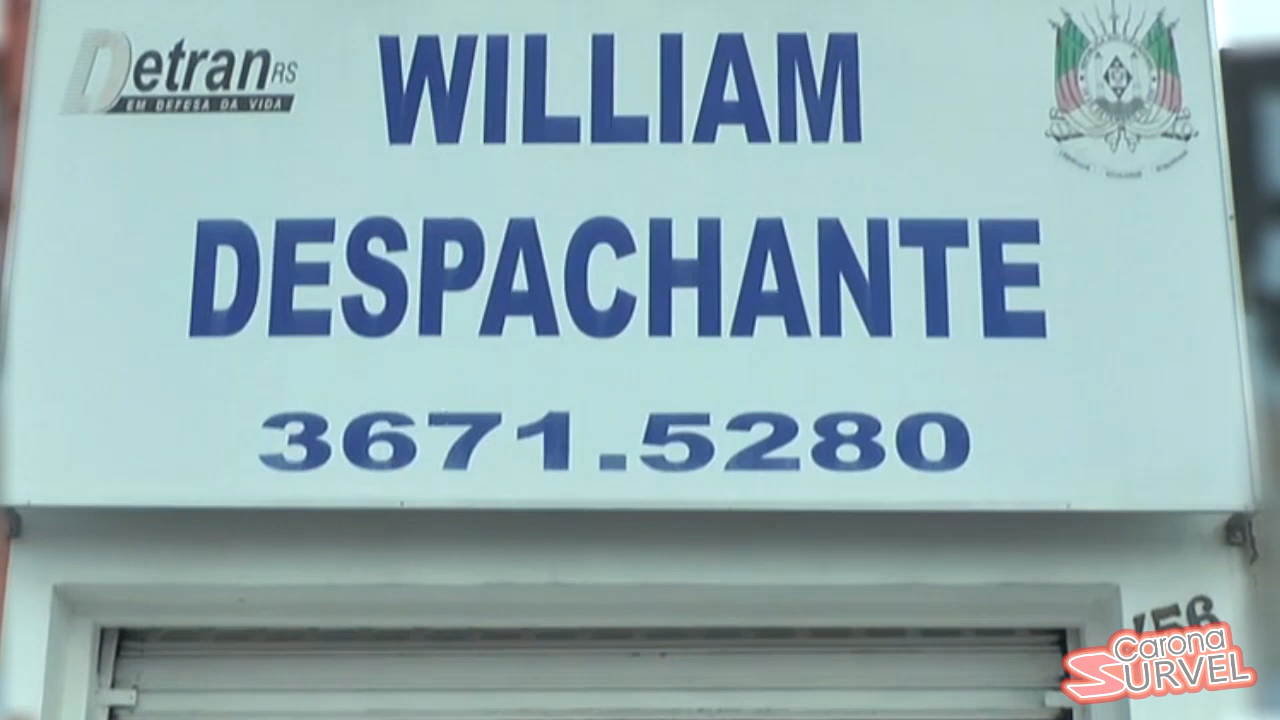 Detran RS
EM DEFESA DA VIDA
WILLIAM
DESPACHANTE
3671.5280
Carona
SURVEL